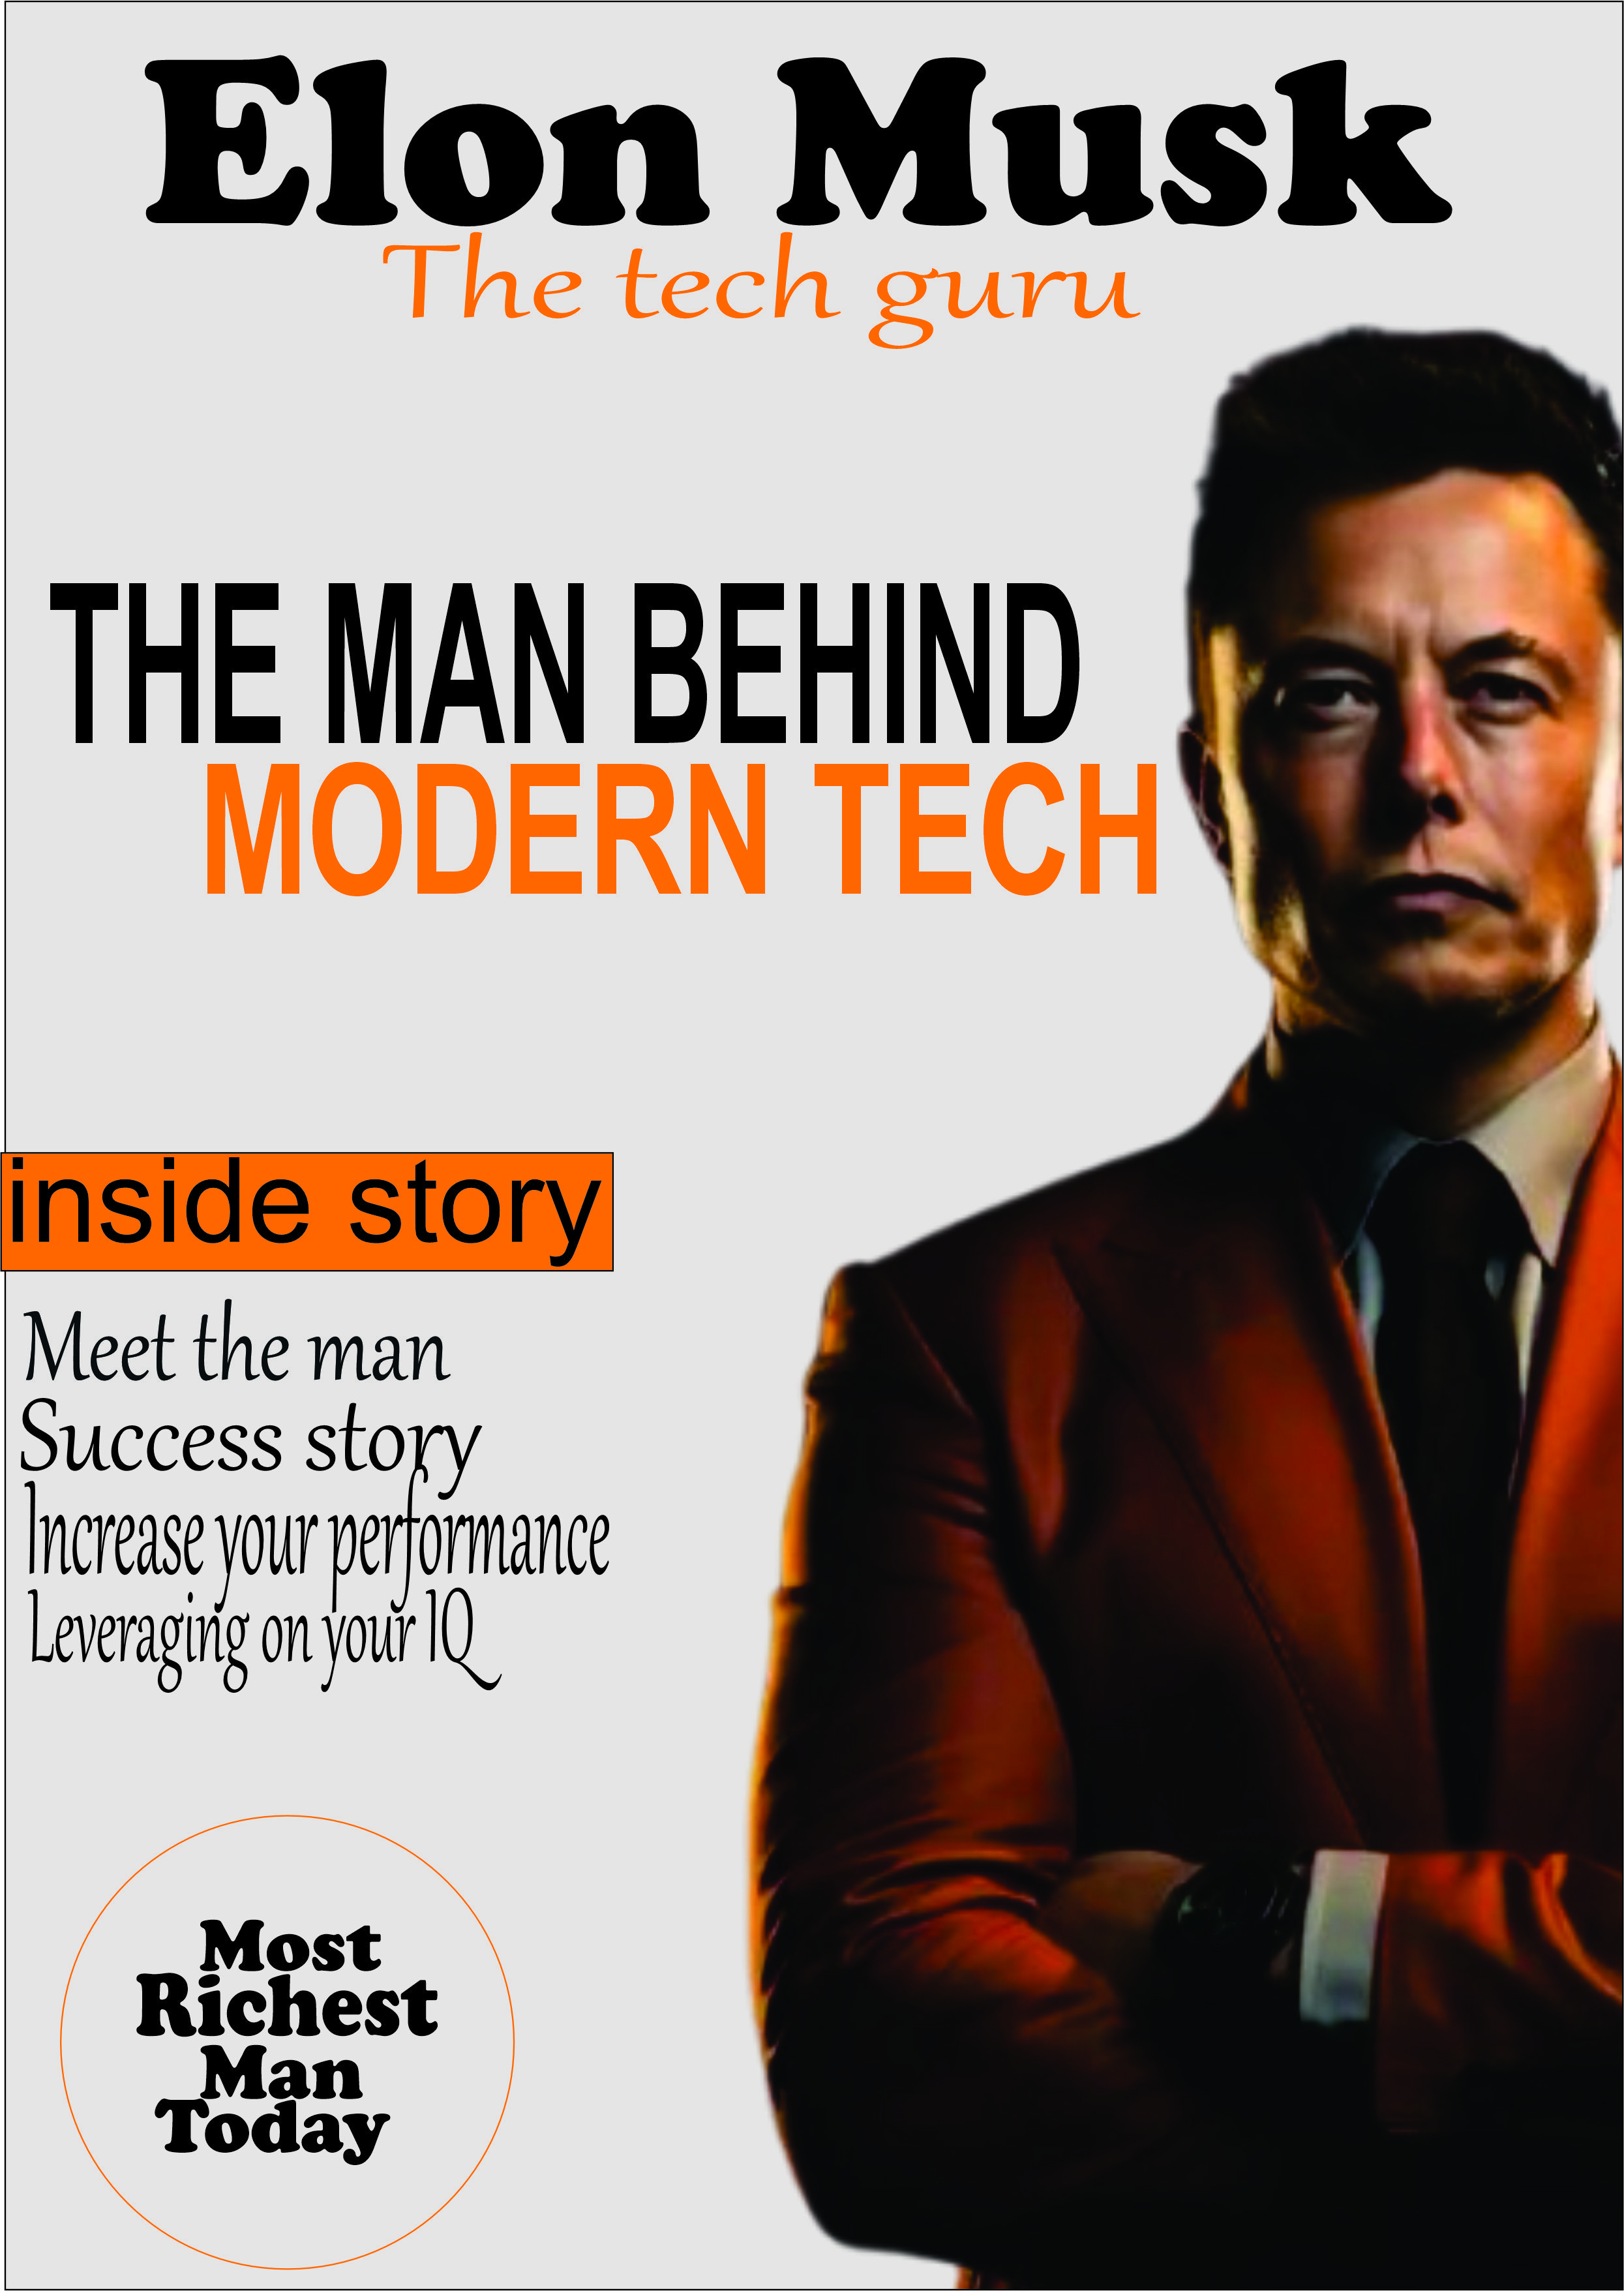 Elon Musk
The tech guru
THE MAN BEHIND
MODERN TECH
inside story
Meet the man
Success story
Increase your performance
Leveraging on your IQ
Most
Richest
Man
Today